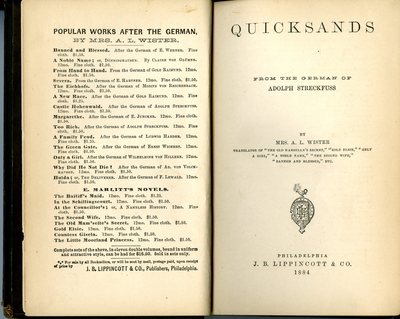 POPULAR WORKS AFTER THE GERMAN,
BY MRS. A. L. WISTER.
Banned and Blessed. After the German of E. WERNER. Fine
cloth. $1.50.
A Noble Name; or, DÖNNINGHAUSEN. By CLAIRE VON GLÜMER.
12mo. Fine cloth. $1.50.
From Hand to Hand. From the German of GOLO RAIMUND. 12mo.
Fine cloth. $1.50.
Severa. From the German of E. HARTNER. 12mo. Fine cloth. $1.50.
The Eichhofs. After the German of MORITZ VON REICHENBACH.
12mo. Fine cloth. $1.50.
A New Race. After the German of GOLO RAIMUND. 12mo. Fine
cloth. $1.25.
Castle Hohenwald. After the German of ADOLPH STRECKFUSS.
12mo. Fine cloth. $1.50.
Margarethe. After the German of E. JUNCKER. 12mo. Fine cloth.
$1.50.
Too Rich. After the German of ADOLPH STRECKFUSS. 12mo. Fine
cloth. $1.50.
A Family Feud. After the German of LUDWIG HARDER. 12mo.
Fine cloth. $1.25.
The Green Gate. After the German of ERNST WICHERT. 12mo.
Fine cloth. $1.50.
Only a Girl. After the German of WILHELMINE VON HILLERN. 12mo.
Fine cloth. $1.50.
Why Did He Not Die? After the German of AD. VON VOLCK-
HAUSEN. 12mo. Fine cloth. $1.50.
Hulda; or, THE DELIVERER. After the German of F. LEWALD. 12mo.
Fine cloth. $1.50.
E. MARLITT'S NOVELS.
The Bailiff's Maid. 12mo. Fine cloth. $1.25.
In the Schillingscourt. 12mo. Fine cloth. $1.50.
At the Councillor's; or, A NAMELESS HISTORY. 12mo. Fine
cloth. $1.50.
The Second Wife. 12mo. Fine cloth. $1.50.
The Old Mam'selle's Secret. 12mo. Fine cloth. $1.50.
Gold Elsie. 12mo. Fine cloth. $1.50.
Countess Gisela. 12mo. Fine cloth. $1.50.
The Little Moorland Princess. 12mo. Fine cloth. $1.50.
Complete sets of the above, in eleven double volumes, bound in uniform
and attractive style, can be had for $16.00. Sold in sets only.
*** For sale by all Booksellers, or will be sent by mail, postage paid, upon receipt
of price by
J. B. LIPPINCOTT & CO., Publishers, Philadelphia.
QUICKSANDS
FROM THE GERMAN OF
ADOLPH STRECKFUSS
BY
MRS. A. L. WISTER
TRANSLATOR OF "THE OLD MAMSELLE'S SECRET," "GOLD ELSIE," "ONLY
A GIRL," "A NOBLE NAME," "THE SECOND WIFE,"
"BANNED AND BLESSED," ETC.
PHILADELPHIA
J. B. LIPPINCOTT & CO.
1884